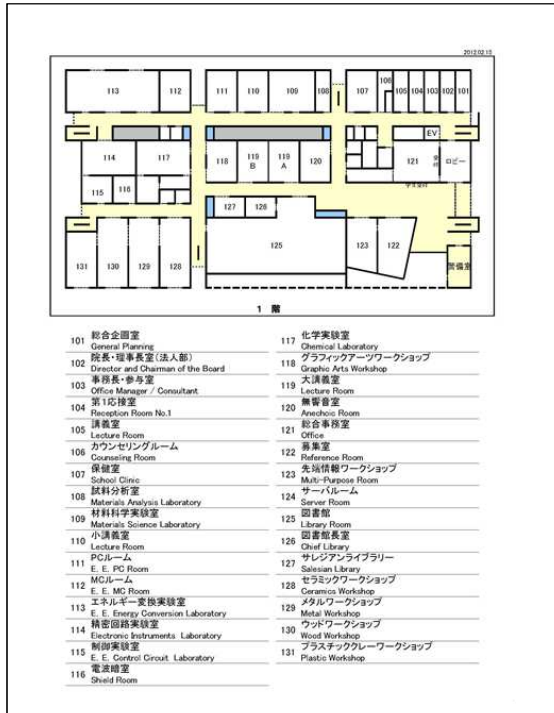 2012.02.10
113 112 111 110 109 108 107 106 105 104 103 102 101
EV
114 117 118 119 B 119 A 120 121 ロビー
115 116
127 126
125 123 122
131 130 129 128 警備室
1 階
101 総合企画室
General Planning
102 院長・理事長室(法人部)
Director and Chairman of the Board
103 事務長・参与室
Office Manager / Consultant
104 第1応接室
Reception Room No.1
105 講義室
Lecture Room
106 カウンセリングルーム
Counseling Room
107 保健室
School Clinic
108 試料分析室
Materials Analysis Laboratory
109 材料科学実験室
Materials Science Laboratory
110 小講義室
Lecture Room
111 PCルーム
E. E. PC Room
112 MCルーム
E. E. MC Room
113 エネルギー変換実験室
E. E. Energy Conversion Laboratory
114 精密回路実験室
Electronic Instruments Laboratory
115 制御実験室
E. E. Control Circuit Laboratory
116 電波暗室
Shield Room
117 化学実験室
Chemical Laboratory
118 グラフィックアーツワークショップ
Graphic Arts Workshop
119 大講義室
Lecture Room
120 無響音室
Anechoic Room
121 総合事務室
Office
122 募集室
Reference Room
123 先端情報ワークショップ
Multi-Purpose Room
124 サーバルーム
Server Room
125 図書館
Library Room
126 図書館長室
Chief Library
127 サレジアンライブラリー
Salesian Library
128 セラミックワークショップ
Ceramics Workshop
129 メタルワークショップ
Metal Workshop
130 ウッドワークショップ
Wood Workshop
131 プラスチッククレーワークショップ
Plastic Workshop